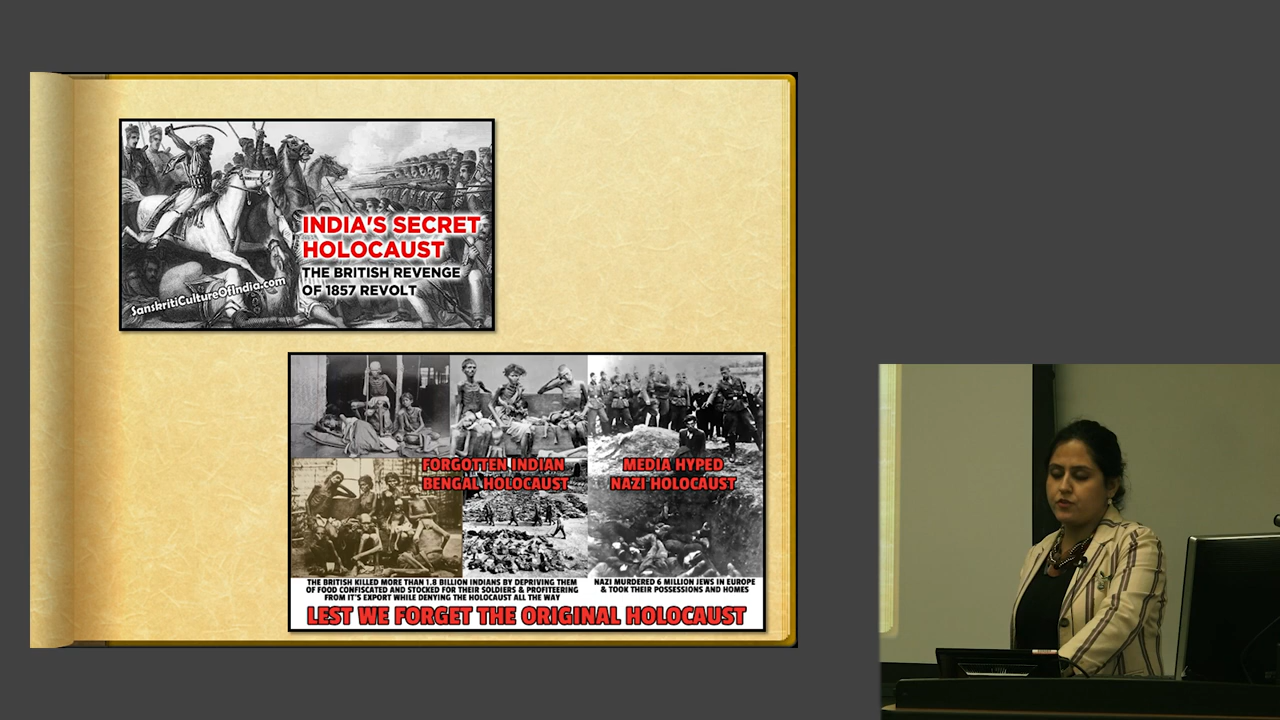 INDIA'S SECRET
HOLOCAUST
THE BRITISH REVENGE
OF 1857 REVOLT
SanskritiCultureOfIndia.com
FORGOTTEN INDIAN
BENGAL HOLOCAUST
MEDIA HYPED
NAZI HOLOCAUST
THE BRITISH KILLED MORE THAN 1.8 BILLION INDIANS BY DEPRIVING THEM
OF FOOD CONFISCATED AND STOCKED FOR THEIR SOLDIERS & PROFITEERING
FROM IT'S EXPORT WHILE DENYING THE HOLOCAUST ALL THE WAY
NAZI MURDERED 6 MILLION JEWS IN EUROPE
& TOOK THEIR POSSESSIONS AND HOMES
LEST WE FORGET THE ORIGINAL HOLOCAUST